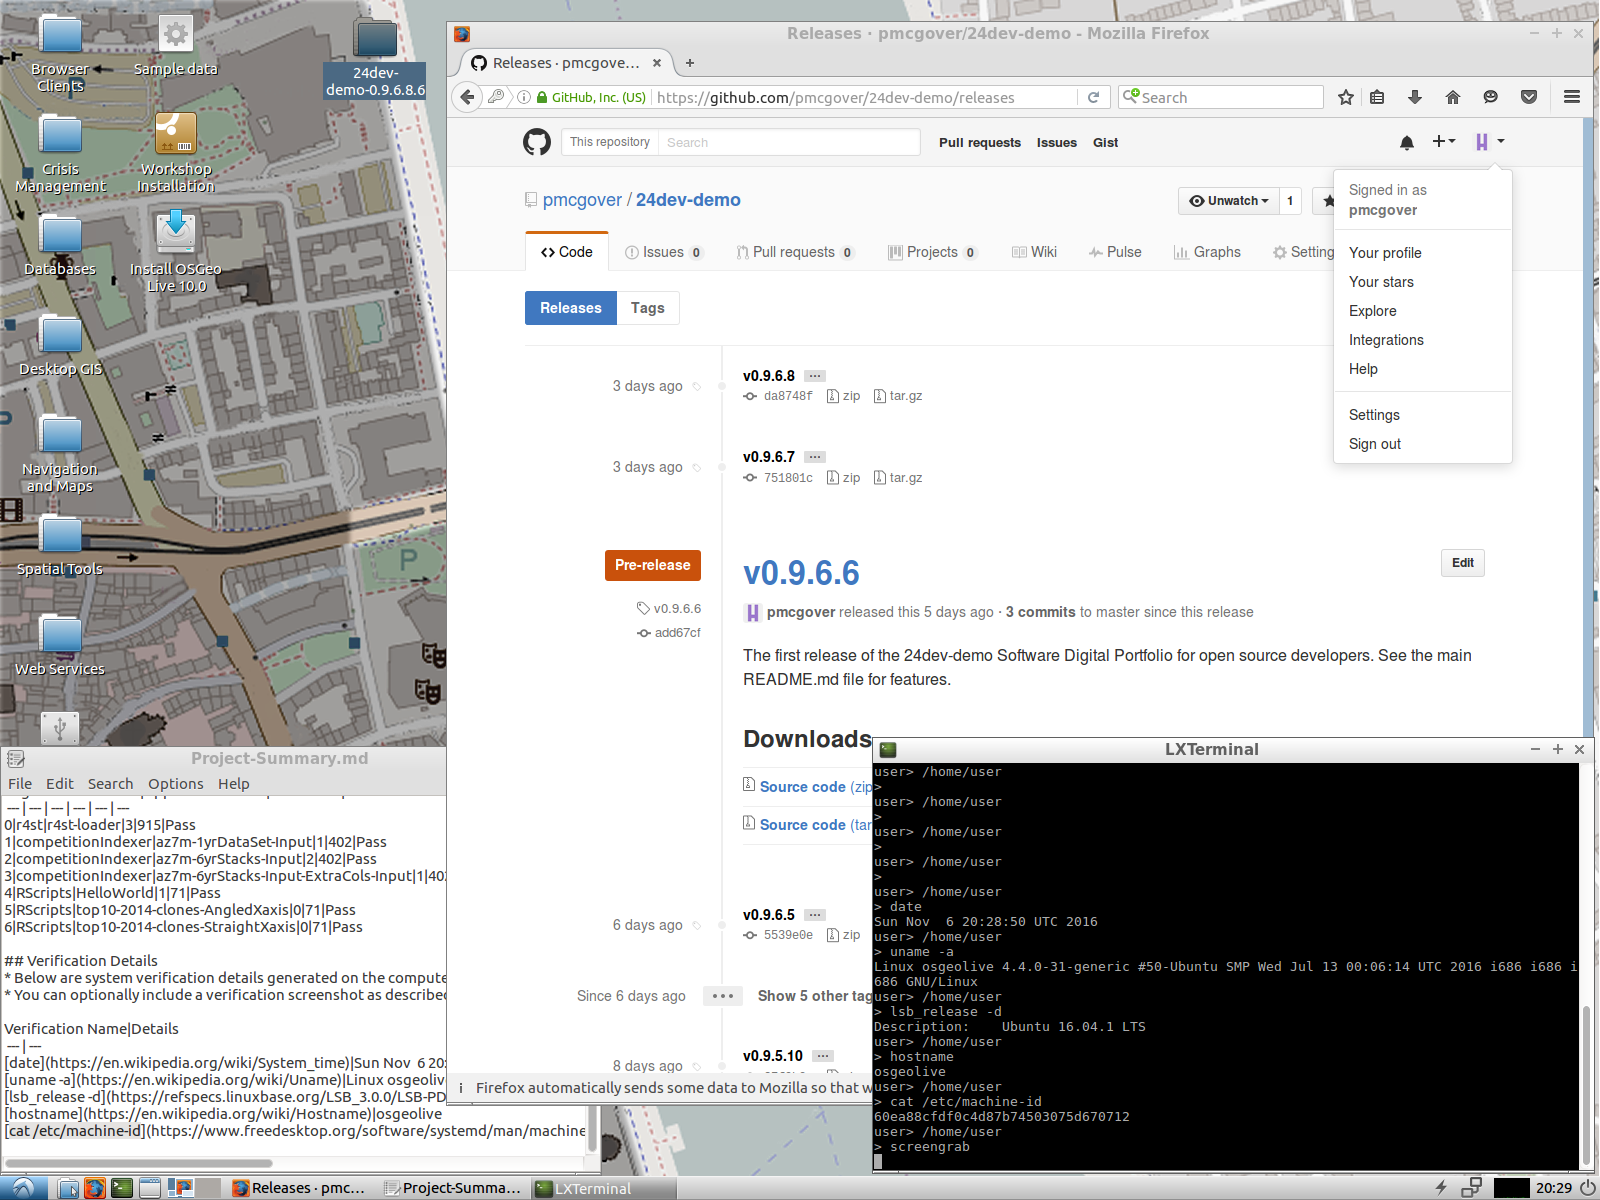 Browser
Clients
Sample data
24dev-
demo-0.9.6.8.6
Crisis
Management
Workshop
Installation
Databases
Install OSGeo
Live 10.0
Desktop GIS
Navigation
and Maps
Spatial Tools
Web Services
P
Releases · pmcgover/24dev-demo - Mozilla Firefox
Releases · pmcgove...
GitHub, Inc. (US)
https://github.com/pmcgover/24dev-demo/releases
Search
This repository
Search
Pull requests
Issues
Gist
pmcgover / 24dev-demo
Unwatch
1
Code
Issues 0
Pull requests 0
Projects 0
Wiki
Pulse
Graphs
Setting
Signed in as
pmcgover
Your profile
Your stars
Explore
Integrations
Help
Settings
Sign out
Releases
Tags
3 days ago
v0.9.6.8 ...
da8748f zip tar.gz
3 days ago
v0.9.6.7 ...
751801c zip tar.gz
Pre-release
v0.9.6.6
add67cf
v0.9.6.6
Edit
pmcgover released this 5 days ago · 3 commits to master since this release
The first release of the 24dev-demo Software Digital Portfolio for open source developers. See the main
README.md file for features.
Downloads
Source code (zip
Source code (tar
6 days ago
v0.9.6.5 ...
5539e0e zip
Since 6 days ago
...
Show 5 other tag
8 days ago
v0.9.5.10 ...
Firefox automatically sends some data to Mozilla so that w
Project-Summary.md
File Edit Search Options Help
---|---|---|---|---|---
0|r4st|r4st-loader|3|915|Pass
1|competitionIndexer|az7m-1yrDataSet-Input|1|402|Pass
2|competitionIndexer|az7m-6yrStacks-Input|2|402|Pass
3|competitionIndexer|az7m-6yrStacks-Input-ExtraCols-Input|1|402
4|RScripts|HelloWorld|1|71|Pass
5|RScripts|top10-2014-clones-AngledXaxis|0|71|Pass
6|RScripts|top10-2014-clones-StraightXaxis|0|71|Pass
## Verification Details
* Below are system verification details generated on the compute
* You can optionally include a verification screenshot as described
Verification Name|Details
---|---
[date](https://en.wikipedia.org/wiki/System_time)|Sun Nov  6 20:
[uname -a](https://en.wikipedia.org/wiki/Uname)|Linux osgeolive
[lsb_release -d](https://refspecs.linuxbase.org/LSB_3.0.0/LSB-PD
[hostname](https://en.wikipedia.org/wiki/Hostname)|osgeolive
[cat /etc/machine-id](https://www.freedesktop.org/software/systemd/man/machine
LXTerminal
user> /home/user
>
user> /home/user
>
user> /home/user
>
user> /home/user
>
user> /home/user
> date
Sun Nov  6 20:28:50 UTC 2016
user> /home/user
> uname -a
Linux osgeolive 4.4.0-31-generic #50-Ubuntu SMP Wed Jul 13 00:06:14 UTC 2016 i686 i686 i
686 GNU/Linux
user> /home/user
> lsb_release -d
Description:    Ubuntu 16.04.1 LTS
user> /home/user
> hostname
osgeolive
user> /home/user
> cat /etc/machine-id
60ea88cfdf0c4d87b74503075d670712
user> /home/user
> screengrab
Releases · pmc...
Project-Summa...
LXTerminal
20:29